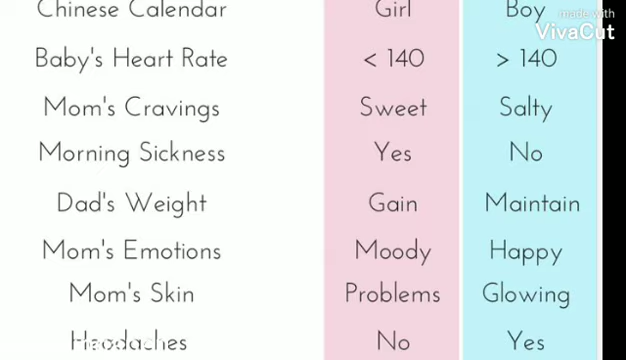 Chinese Calendar Girl Boy
made with
VivaCut
Baby's Heart Rate < 140 > 140
Mom's Cravings Sweet Salty
Morning Sickness Yes No
Dad's Weight Gain Maintain
Mom's Emotions Moody Happy
Mom's Skin Problems Glowing
Headaches No Yes